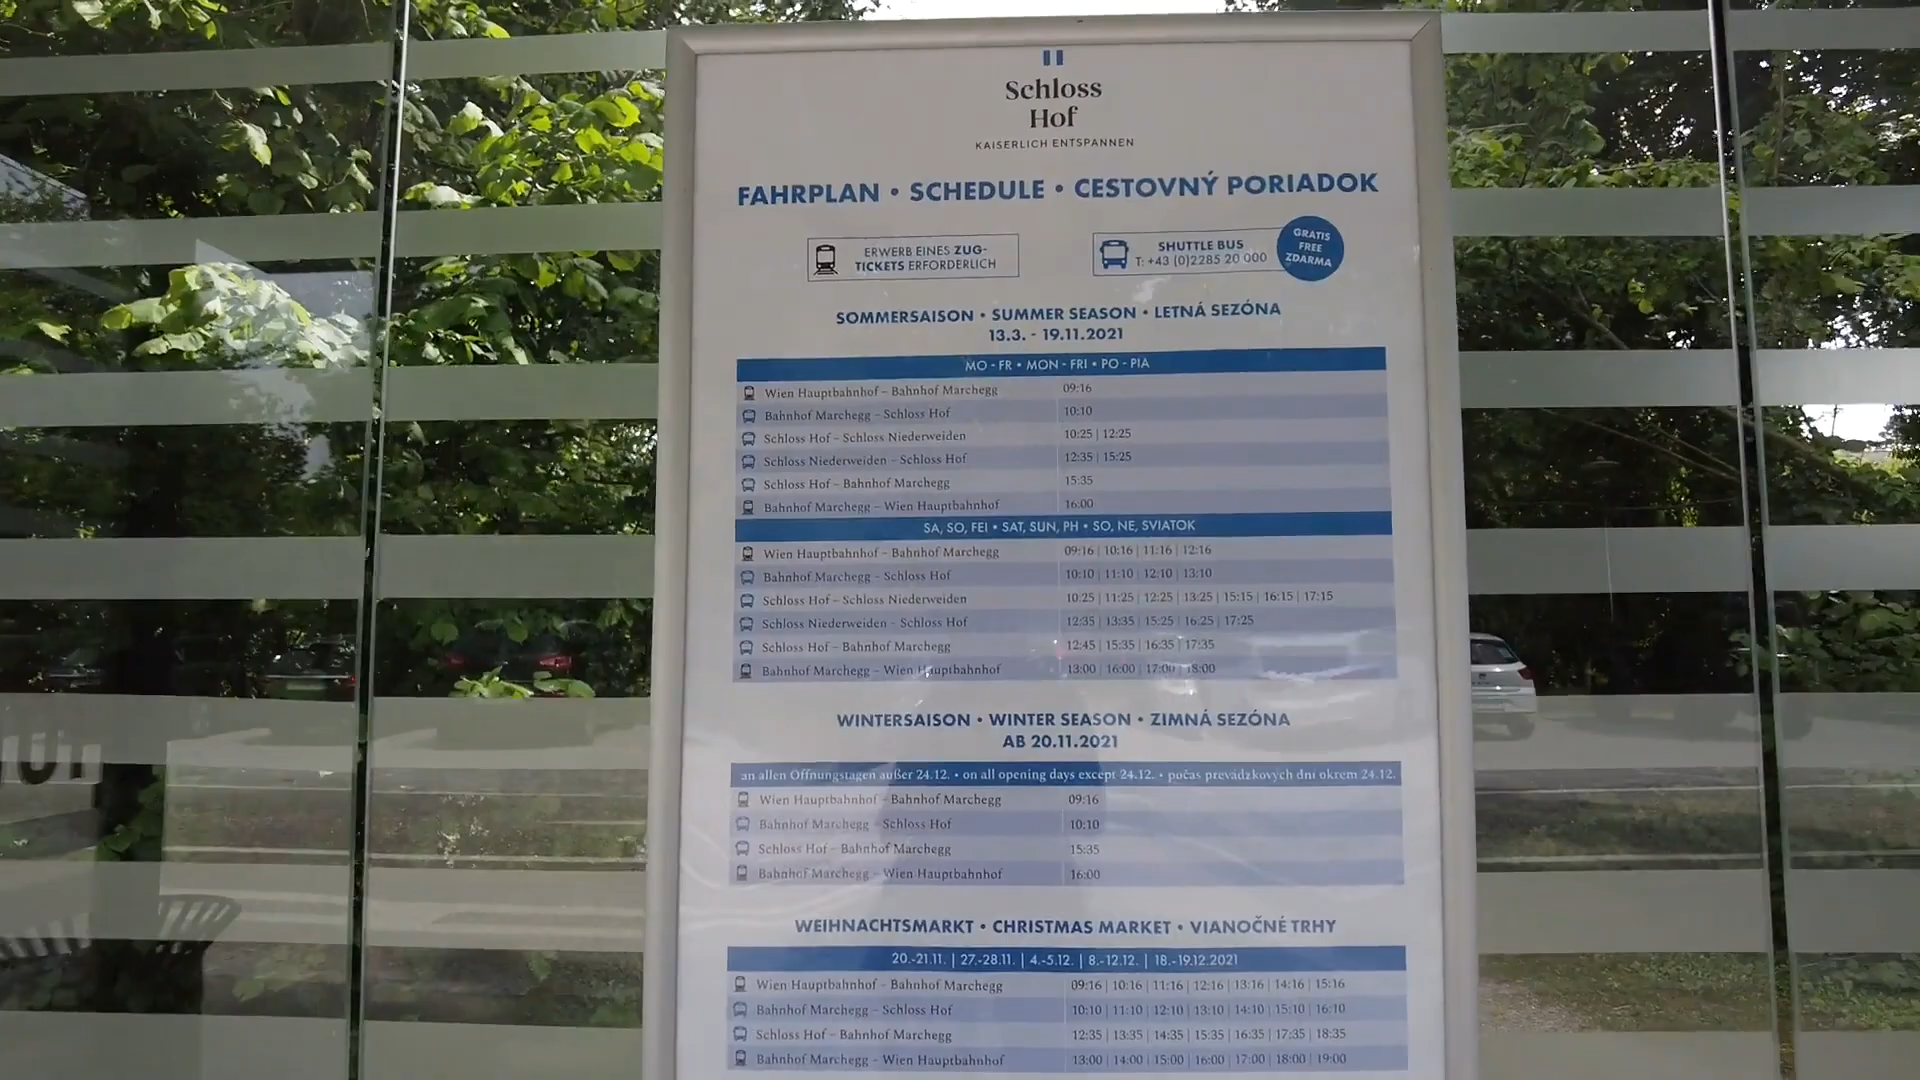 Schloss
Hof
KAISERLICH ENTSPANNEN
FAHRPLAN • SCHEDULE • CESTOVNÝ PORIADOK
ERWERB EINES ZUG-
TICKETS ERFORDERLICH
SHUTTLE BUS
T: +43 (0)2285 20 000
GRATIS
FREE
ZDARMA
SOMMERSAISON • SUMMER SEASON • LETNÁ SEZÓNA
13.3. - 19.11.2021
MO - FR • MON - FRI • PO - PIA
Wien Hauptbahnhof – Bahnhof Marchegg 09:16
Bahnhof Marchegg – Schloss Hof 10:10
Schloss Hof – Schloss Niederweiden 10:25 | 12:25
Schloss Niederweiden – Schloss Hof 12:35 | 15:25
Schloss Hof – Bahnhof Marchegg 15:35
Bahnhof Marchegg – Wien Hauptbahnhof 16:00
SA, SO, FEI • SAT, SUN, PH • SO, NE, SVIATOK
Wien Hauptbahnhof – Bahnhof Marchegg 09:16 | 10:16 | 11:16 | 12:16
Bahnhof Marchegg – Schloss Hof 10:10 | 11:10 | 12:10 | 13:10
Schloss Hof – Schloss Niederweiden 10:25 | 11:25 | 12:25 | 13:25 | 15:15 | 16:15 | 17:15
Schloss Niederweiden – Schloss Hof 12:35 | 13:35 | 15:25 | 16:25 | 17:25
Schloss Hof – Bahnhof Marchegg 12:45 | 15:35 | 16:35 | 17:35
Bahnhof Marchegg – Wien Hauptbahnhof 13:00 | 16:00 | 17:00 | 18:00
WINTERSAISON • WINTER SEASON • ZIMNÁ SEZÓNA
AB 20.11.2021
an allen Öffnungstagen außer 24.12. • on all opening days except 24.12. • počas prevádzkových dní okrem 24.12.
Wien Hauptbahnhof – Bahnhof Marchegg 09:16
Bahnhof Marchegg – Schloss Hof 10:10
Schloss Hof – Bahnhof Marchegg 15:35
Bahnhof Marchegg – Wien Hauptbahnhof 16:00
WEIHNACHTSMARKT • CHRISTMAS MARKET • VIANOČNÉ TRHY
20.-21.11. | 27.-28.11. | 4.-5.12. | 8.-12.12. | 18.-19.12.2021
Wien Hauptbahnhof – Bahnhof Marchegg 09:16 | 10:16 | 11:16 | 12:16 | 13:16 | 14:16 | 15:16
Bahnhof Marchegg – Schloss Hof 10:10 | 11:10 | 12:10 | 13:10 | 14:10 | 15:10 | 16:10
Schloss Hof – Bahnhof Marchegg 12:35 | 13:35 | 14:35 | 15:35 | 16:35 | 17:35 | 18:35
Bahnhof Marchegg – Wien Hauptbahnhof 13:00 | 14:00 | 15:00 | 16:00 | 17:00 | 18:00 | 19:00